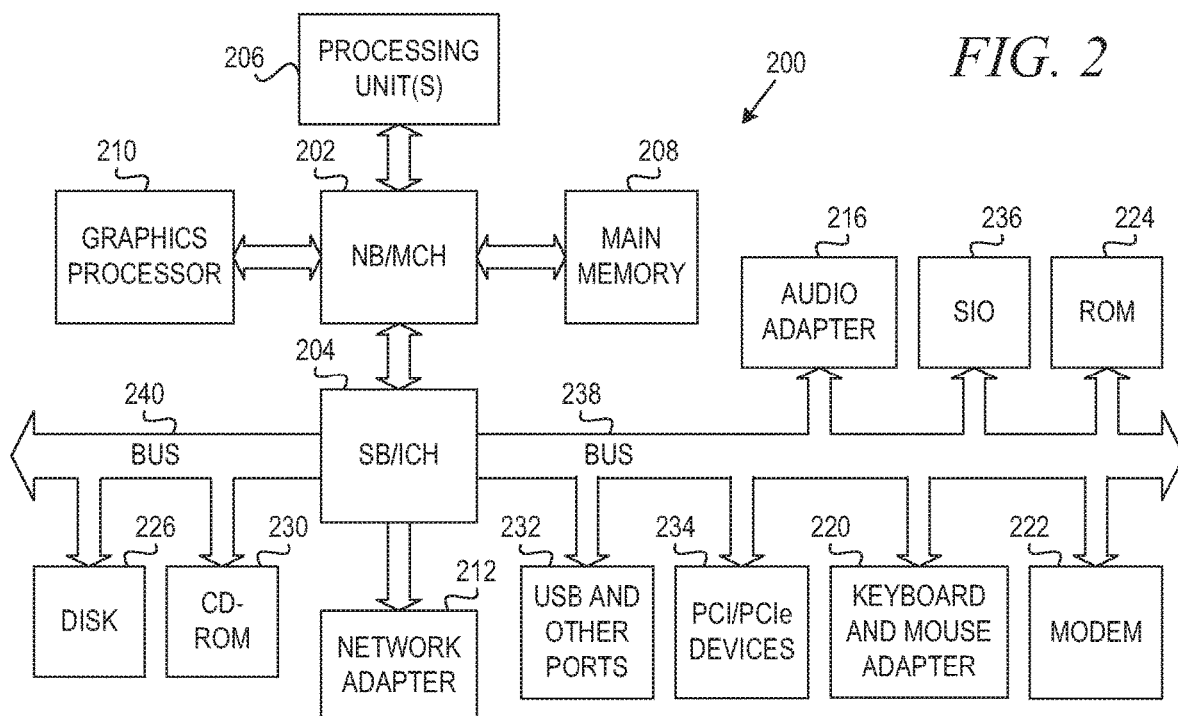 FIG. 2
200
206
PROCESSING
UNIT(S)
210
202
208
GRAPHICS
PROCESSOR
NB/MCH
MAIN
MEMORY
216
236
224
AUDIO
ADAPTER
SIO
ROM
204
240
238
BUS
SB/ICH
BUS
226
230
212
232
234
220
222
DISK
CD-
ROM
NETWORK
ADAPTER
USB AND
OTHER
PORTS
PCI/PCIe
DEVICES
KEYBOARD
AND MOUSE
ADAPTER
MODEM